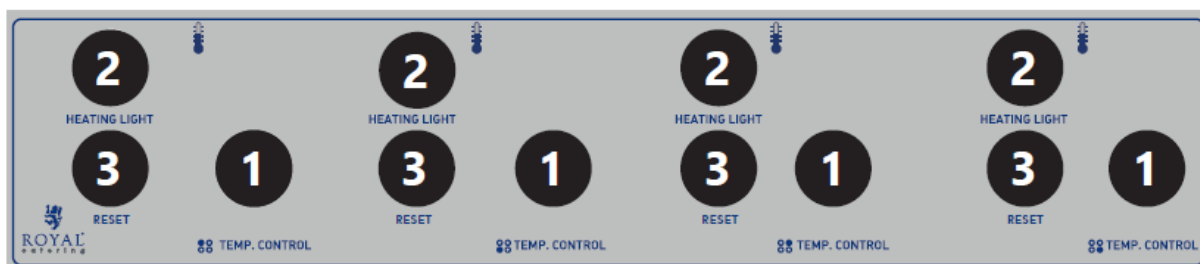 2 2 2 2
HEATING LIGHT HEATING LIGHT HEATING LIGHT HEATING LIGHT
3 1 3 1 3 1 3 1
RESET RESET RESET RESET
ROYAL
catering
TEMP. CONTROL TEMP. CONTROL TEMP. CONTROL TEMP. CONTROL